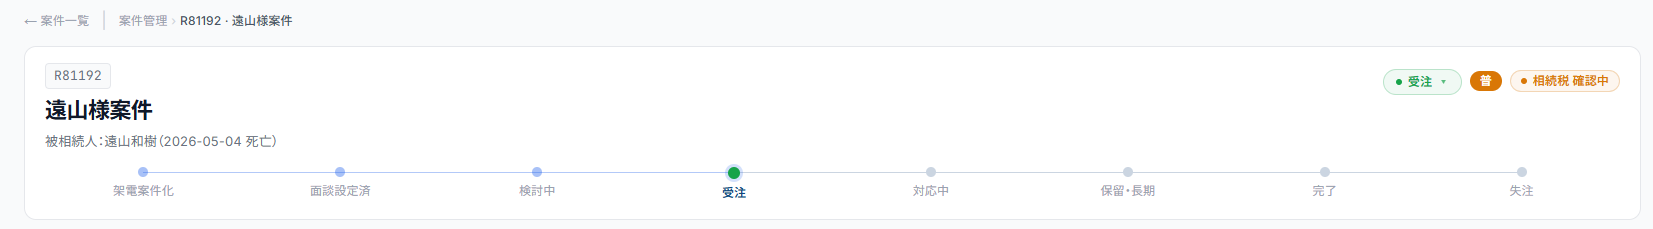 ← 案件一覧 案件管理 › R81192 · 遠山様案件
R81192
受注 ▼ 普 相続税 確認中
遠山様案件
被相続人：遠山和樹（2026-05-04 死亡）
架電案件化 面談設定済 検討中 受注 対応中 保留・長期 完了 失注